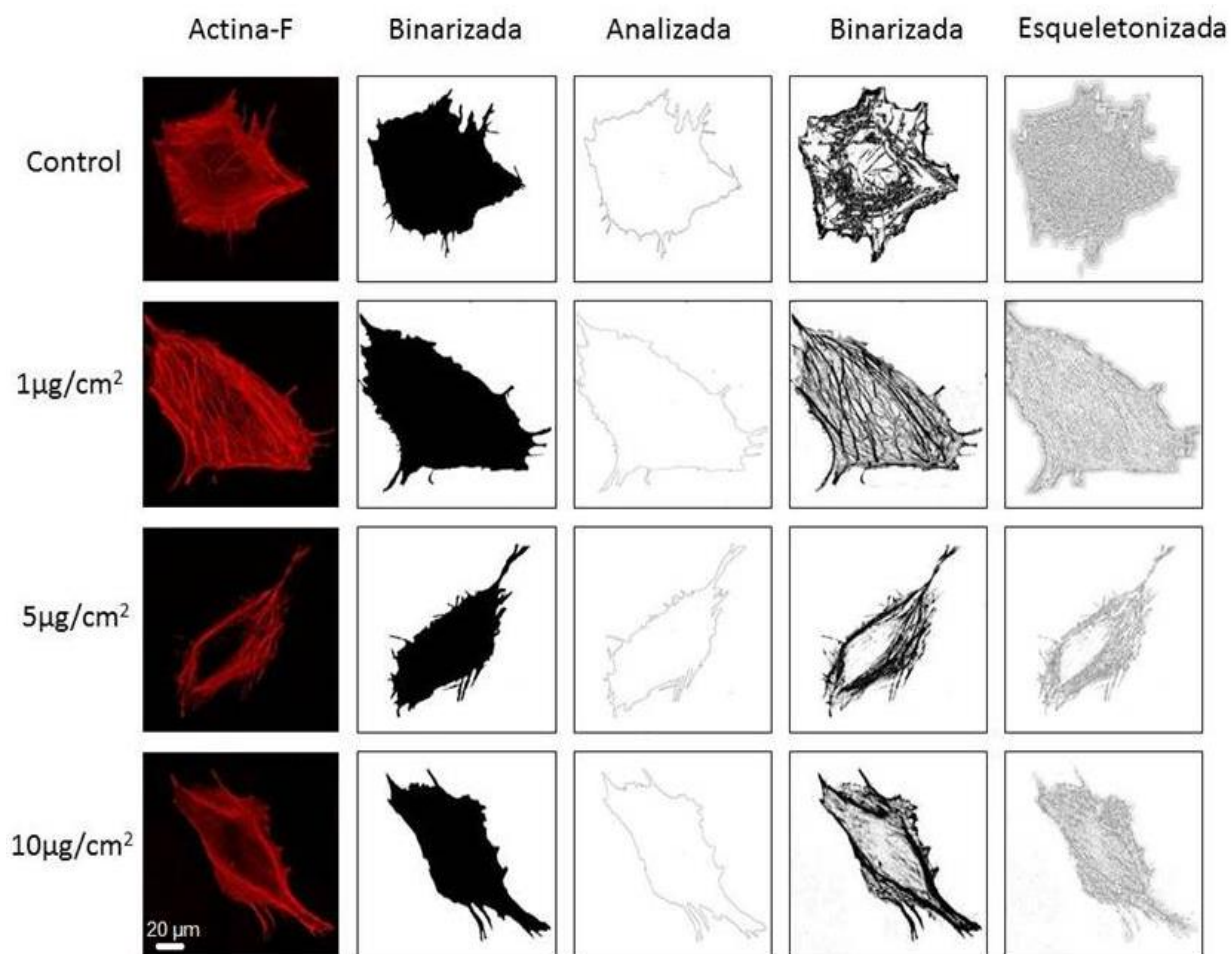 Actina-F Binarizada Analizada Binarizada Esqueletonizada
Control
1µg/cm²
5µg/cm²
10µg/cm²
20 µm